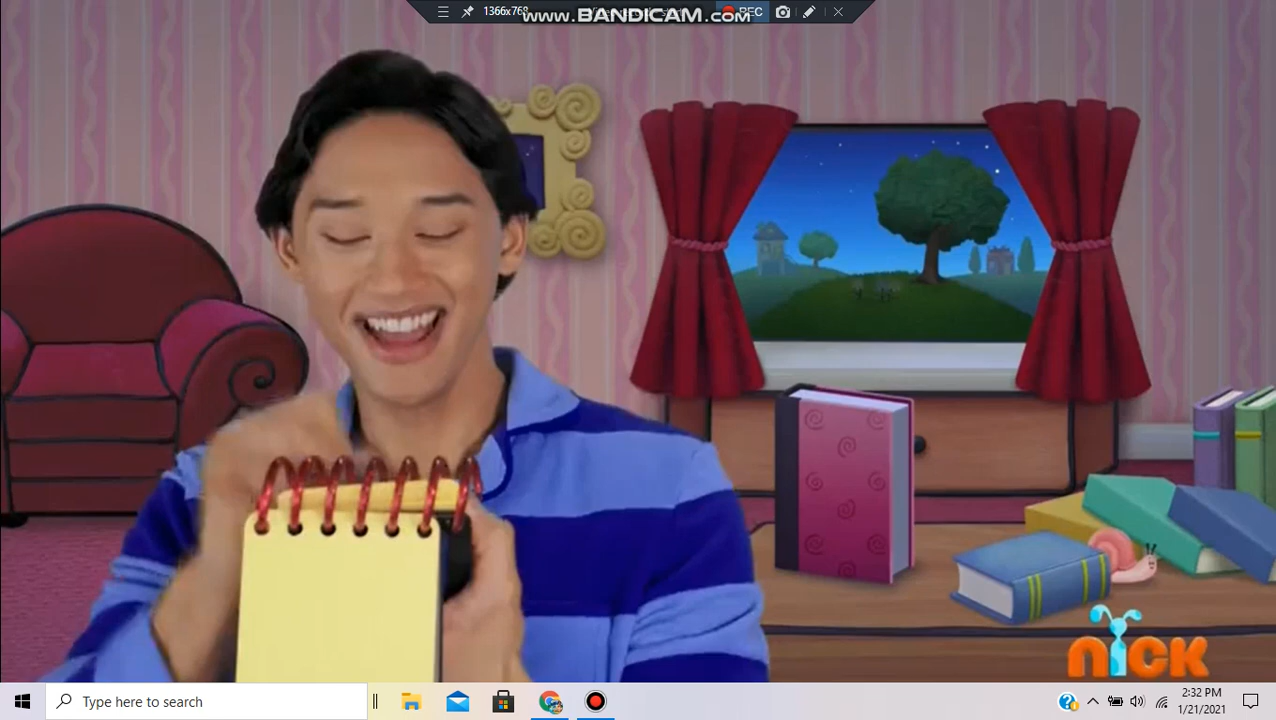 1366x768
www.BANDICAM.com
REC
nick
Type here to search
2:32 PM
1/21/2021